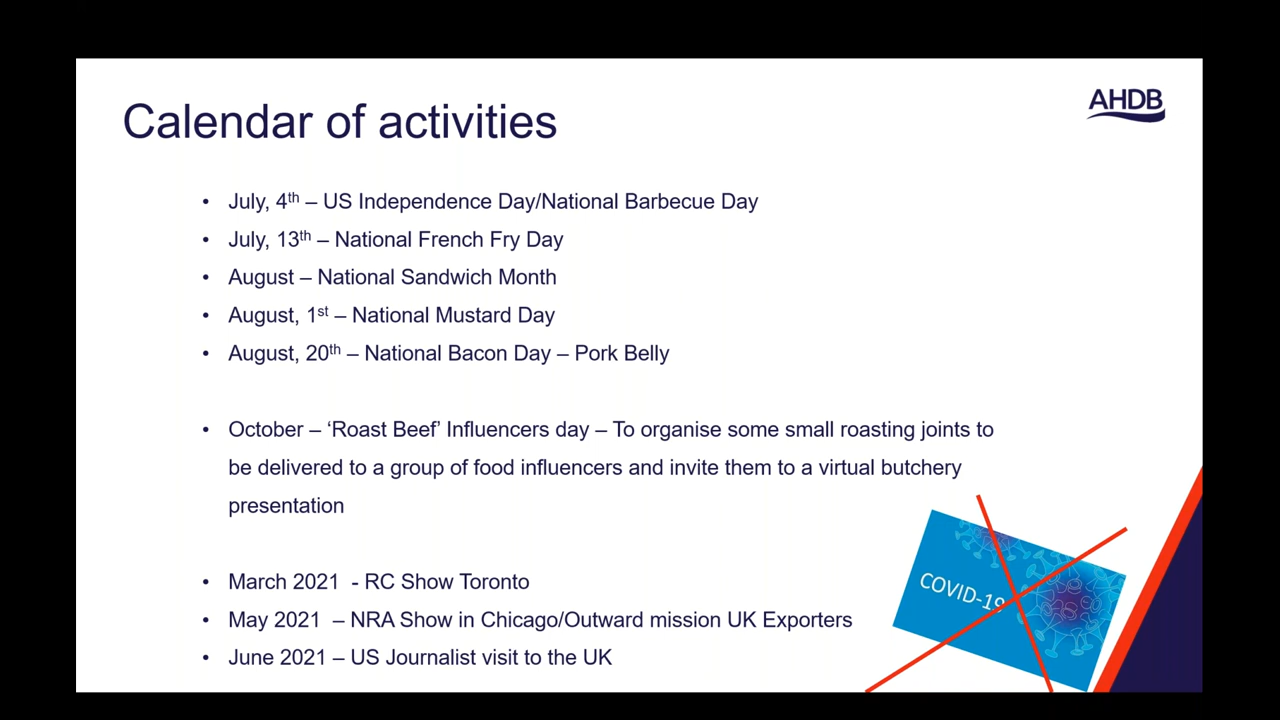 Calendar of activities
AHDB
• July, 4th – US Independence Day/National Barbecue Day
• July, 13th – National French Fry Day
• August – National Sandwich Month
• August, 1st – National Mustard Day
• August, 20th – National Bacon Day – Pork Belly
• October – ‘Roast Beef’ Influencers day – To organise some small roasting joints to
be delivered to a group of food influencers and invite them to a virtual butchery
presentation
COVID-19
• March 2021 - RC Show Toronto
• May 2021 – NRA Show in Chicago/Outward mission UK Exporters
• June 2021 – US Journalist visit to the UK